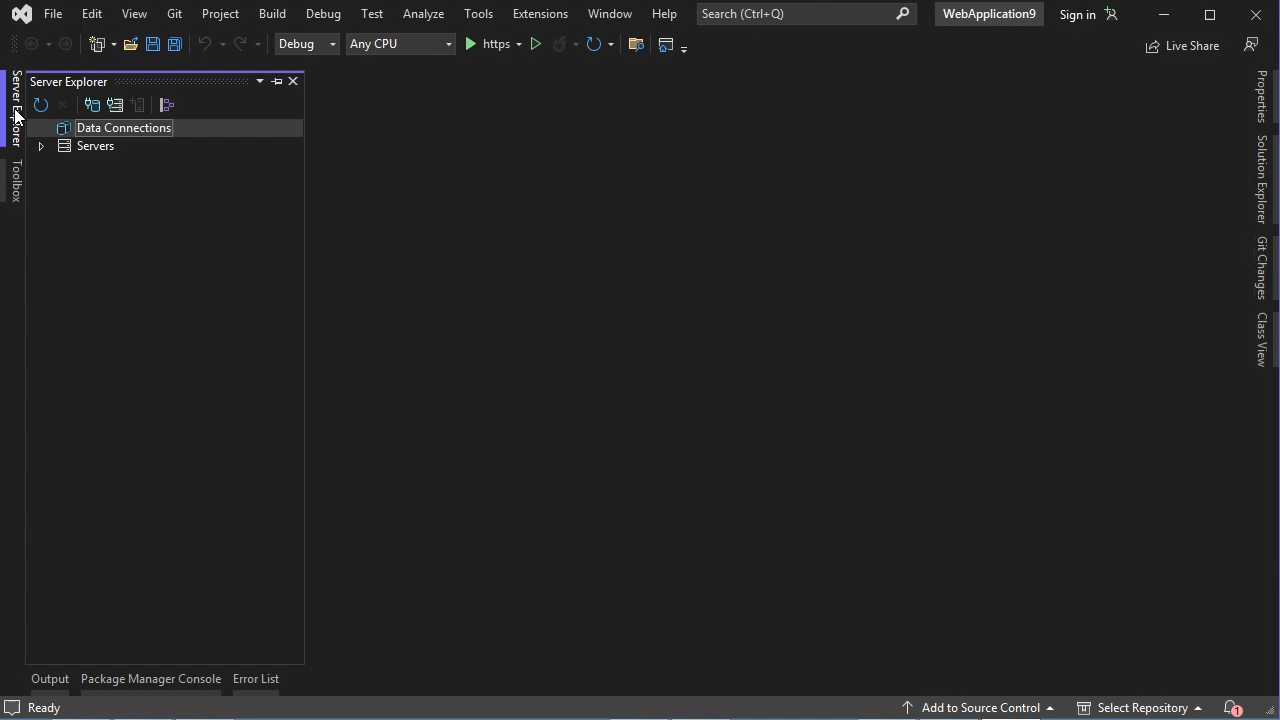 File Edit View Git Project Build Debug Test Analyze Tools Extensions Window Help Search (Ctrl+Q) WebApplication9 Sign in
Debug Any CPU https Live Share
Server Explorer
Data Connections
Servers
Server Explorer
Toolbox
Properties
Solution Explorer
Git Changes
Class View
Output Package Manager Console Error List
Ready Add to Source Control Select Repository 1